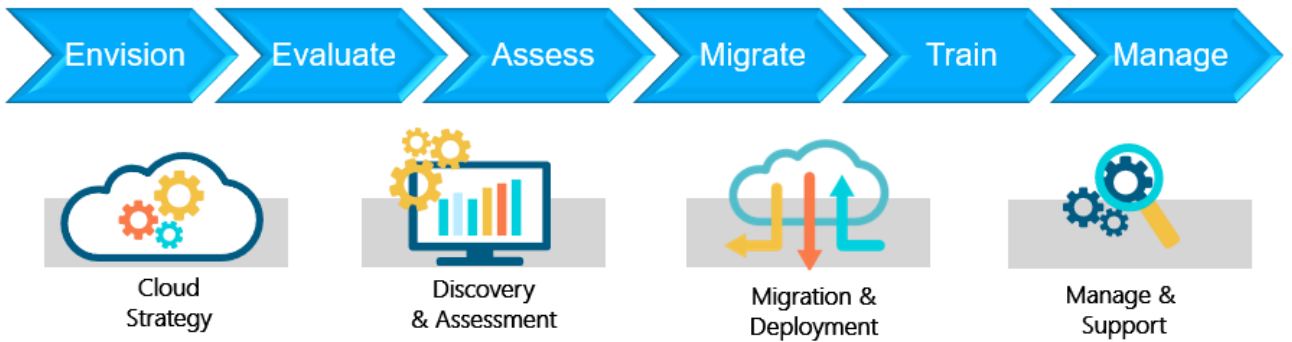 Envision
Evaluate
Assess
Migrate
Train
Manage
Cloud
Strategy
Discovery
& Assessment
Migration &
Deployment
Manage &
Support